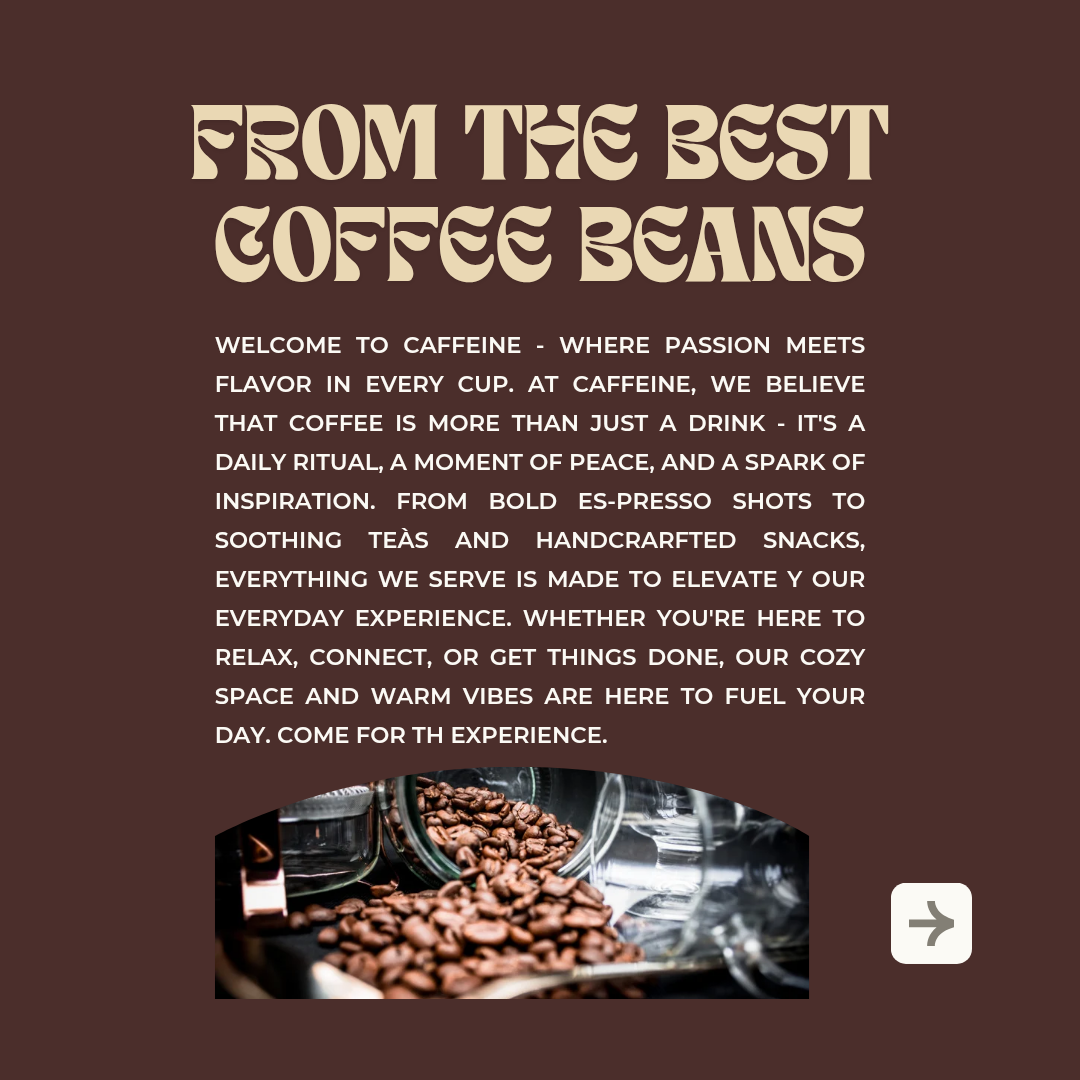 FROM THE BEST
COFFEE BEANS
WELCOME TO CAFFEINE - WHERE PASSION MEETS
FLAVOR IN EVERY CUP. AT CAFFEINE, WE BELIEVE
THAT COFFEE IS MORE THAN JUST A DRINK - IT'S A
DAILY RITUAL, A MOMENT OF PEACE, AND A SPARK OF
INSPIRATION. FROM BOLD ES-PRESSO SHOTS TO
SOOTHING TEÀS AND HANDCRARFTED SNACKS,
EVERYTHING WE SERVE IS MADE TO ELEVATE Y OUR
EVERYDAY EXPERIENCE. WHETHER YOU'RE HERE TO
RELAX, CONNECT, OR GET THINGS DONE, OUR COZY
SPACE AND WARM VIBES ARE HERE TO FUEL YOUR
DAY. COME FOR TH EXPERIENCE.